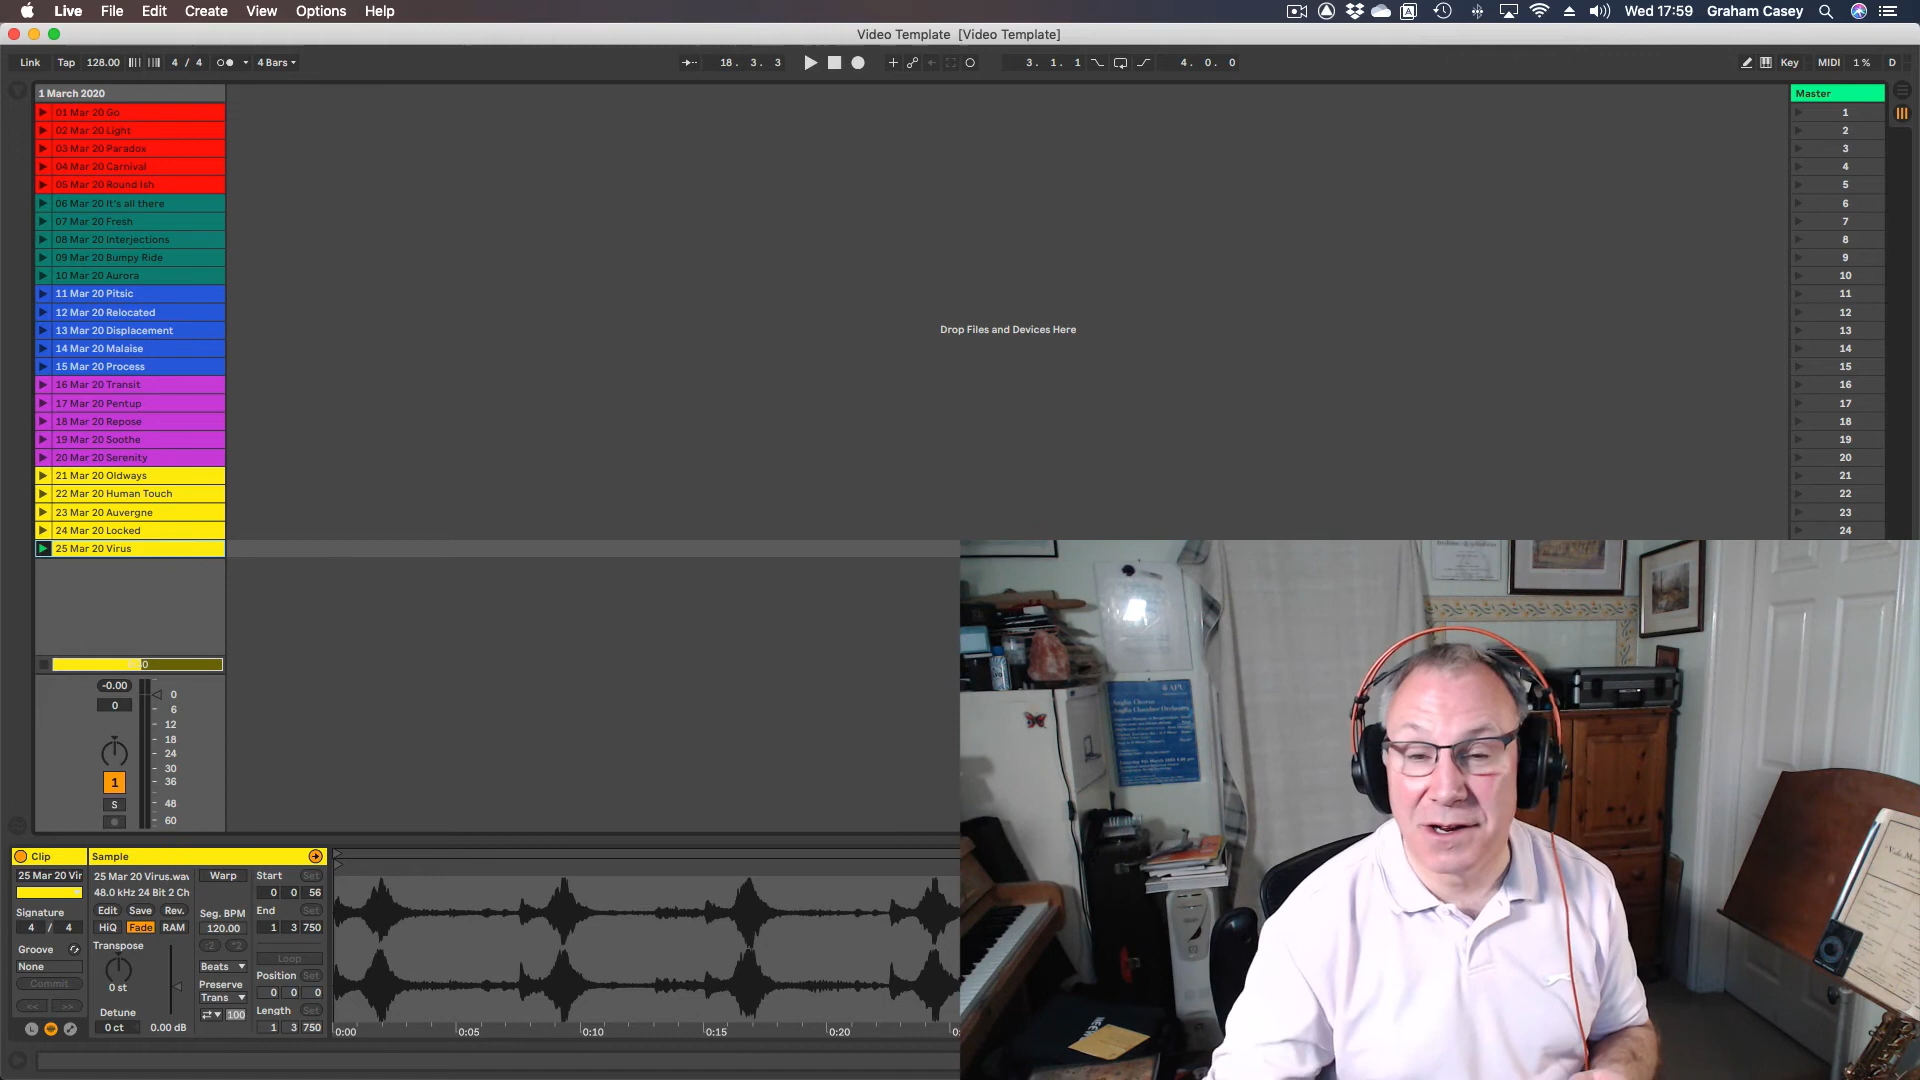 Live File Edit Create View Options Help
Wed 17:59 Graham Casey
Video Template [Video Template]
Link Tap 128.00 4 / 4 4 Bars 18. 3. 3 3. 1. 1 4. 0. 0 Key MIDI 1 % D
1 March 2020 Master
01 Mar 20 Go 1
02 Mar 20 Light 2
03 Mar 20 Paradox 3
04 Mar 20 Carnival 4
05 Mar 20 Round Ish 5
06 Mar 20 It's all there 6
07 Mar 20 Fresh 7
08 Mar 20 Interjections 8
09 Mar 20 Bumpy Ride 9
10 Mar 20 Aurora 10
11 Mar 20 Pitsic 11
12 Mar 20 Relocated 12
13 Mar 20 Displacement 13
Drop Files and Devices Here
14 Mar 20 Malaise 14
15 Mar 20 Process 15
16 Mar 20 Transit 16
17 Mar 20 Pentup 17
18 Mar 20 Repose 18
19 Mar 20 Soothe 19
20 Mar 20 Serenity 20
21 Mar 20 Oldways 21
22 Mar 20 Human Touch 22
23 Mar 20 Auvergne 23
24 Mar 20 Locked 24
25 Mar 20 Virus
-0.00
0
0
6
12
18
24
30
36
48
60
1
S
Clip
25 Mar 20 Vir
Signature
4 / 4
Groove
None
Commit
<< >>
L
Sample
25 Mar 20 Virus.wav
48.0 kHz 24 Bit 2 Ch
Edit Save Rev.
HiQ Fade RAM
Transpose
0 st
Detune
0 ct 0.00 dB
Warp
Seg. BPM
120.00
:2 *2
Beats
Preserve
Trans
100
Start Set
0 0 56
End Set
1 3 750
Loop
Position Set
0 0 0
Length Set
1 3 750
0:00 0:05 0:10 0:15 0:20
APU
Anglia Chorus
Anglia Chamber Orchestra